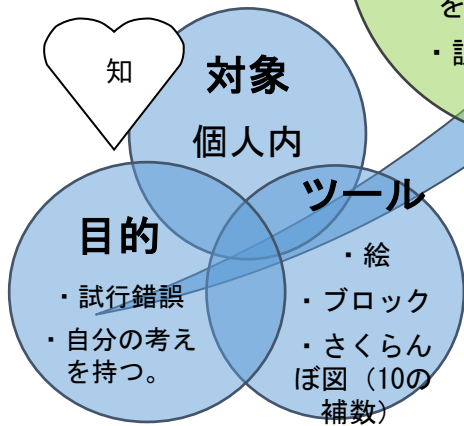 知
対象
個人内
を
・
ツール
目的
・絵
・試行錯誤
・ブロック
・自分の考え
を持つ。
・さくらん
ぼ図（10の
補数）